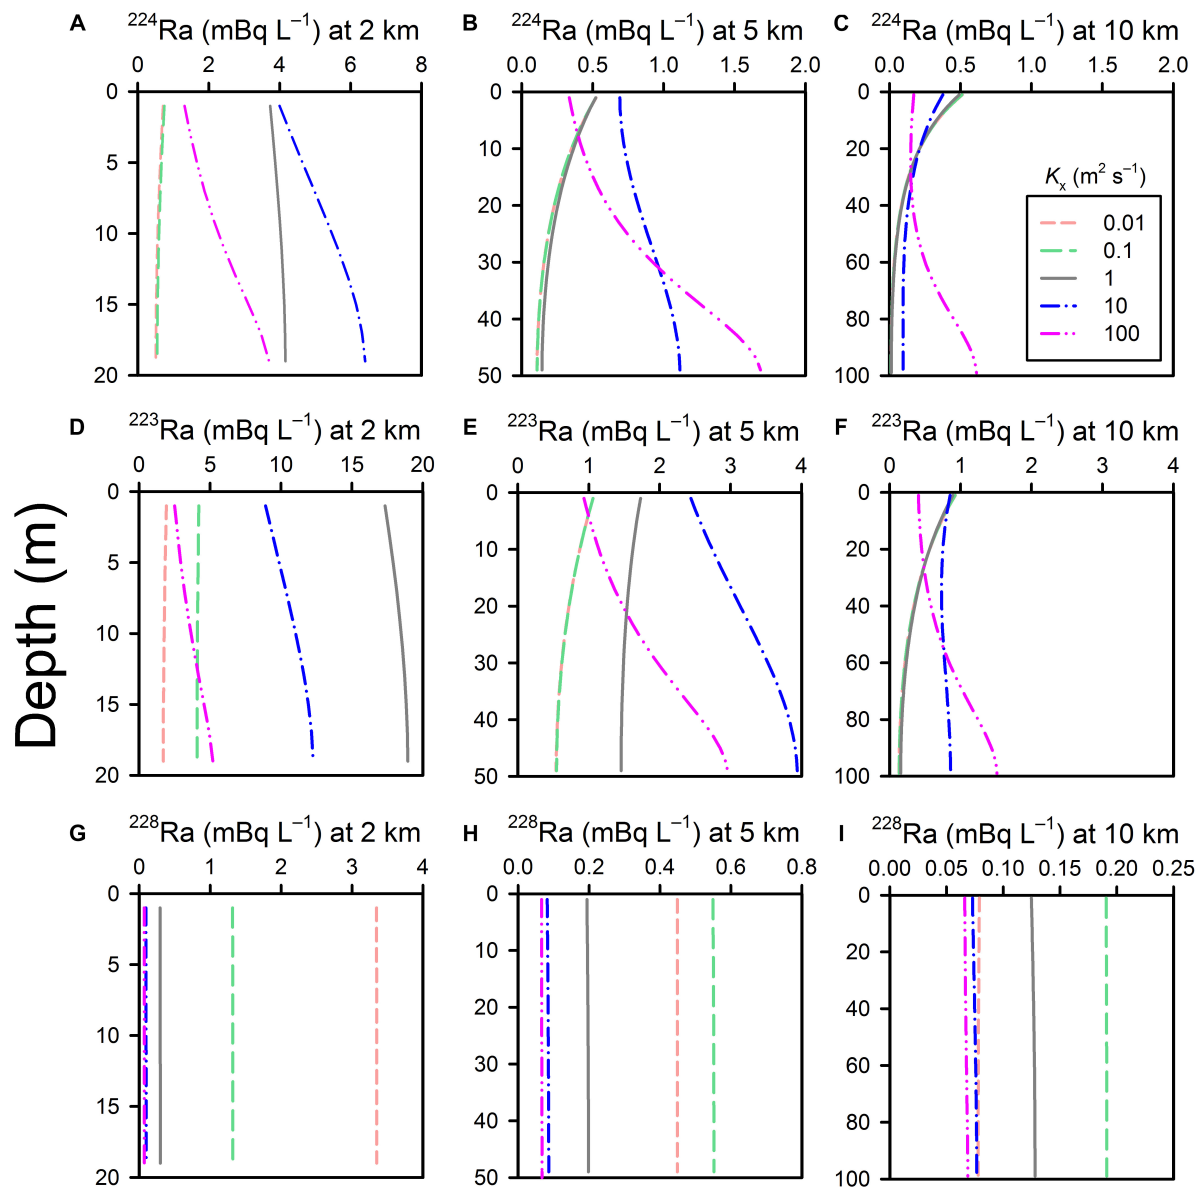 A ²²⁴Ra (mBq L⁻¹) at 2 km
0 2 4 6 8
0
5
10
15
20
B ²²⁴Ra (mBq L⁻¹) at 5 km
0.0 0.5 1.0 1.5 2.0
0
10
20
30
40
50
C ²²⁴Ra (mBq L⁻¹) at 10 km
0.0 0.5 1.0 1.5 2.0
0
20
40
60
80
100
Kₓ (m² s⁻¹)
0.01
0.1
1
10
100
Depth (m)
D ²²³Ra (mBq L⁻¹) at 2 km
0 5 10 15 20
0
5
10
15
20
E ²²³Ra (mBq L⁻¹) at 5 km
0 1 2 3 4
0
10
20
30
40
50
F ²²³Ra (mBq L⁻¹) at 10 km
0 1 2 3 4
0
20
40
60
80
100
G ²²⁸Ra (mBq L⁻¹) at 2 km
0 1 2 3 4
0
5
10
15
20
H ²²⁸Ra (mBq L⁻¹) at 5 km
0.0 0.2 0.4 0.6 0.8
0
10
20
30
40
50
I ²²⁸Ra (mBq L⁻¹) at 10 km
0.00 0.05 0.10 0.15 0.20 0.25
0
20
40
60
80
100